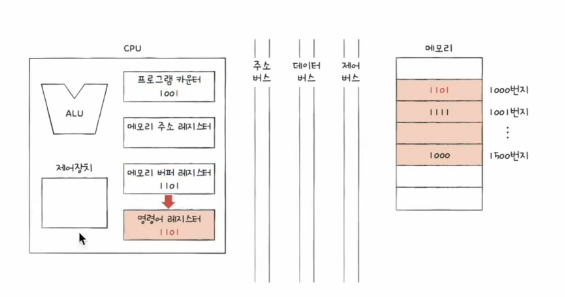 CPU
ALU
프로그램 카운터
1001
메모리 주소 레지스터
제어장치
메모리 버퍼 레지스터
1101
명령어 레지스터
1101
주소
버스
데이터
버스
제어
버스
메모리
1101
1000번지
1111
1001번지
⋮
1000
1500번지